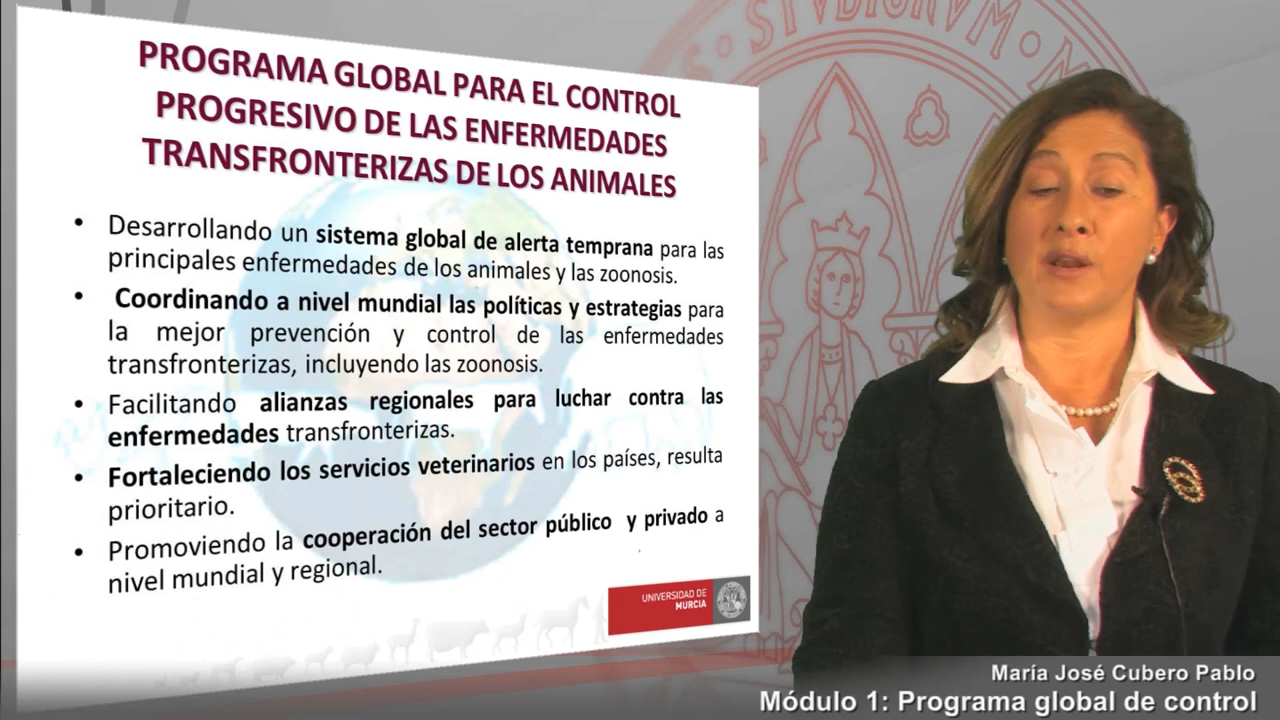 STVDIORVM
PROGRAMA GLOBAL PARA EL CONTROL
PROGRESIVO DE LAS ENFERMEDADES
TRANSFRONTERIZAS DE LOS ANIMALES
• Desarrollando un sistema global de alerta temprana para las
principales enfermedades de los animales y las zoonosis.
• Coordinando a nivel mundial las políticas y estrategias para
la mejor prevención y control de las enfermedades
transfronterizas, incluyendo las zoonosis.
• Facilitando alianzas regionales para luchar contra las
enfermedades transfronterizas.
• Fortaleciendo los servicios veterinarios en los países, resulta
prioritario.
• Promoviendo la cooperación del sector público y privado a
nivel mundial y regional.
UNIVERSIDAD DE
MURCIA
María José Cubero Pablo
Módulo 1: Programa global de control